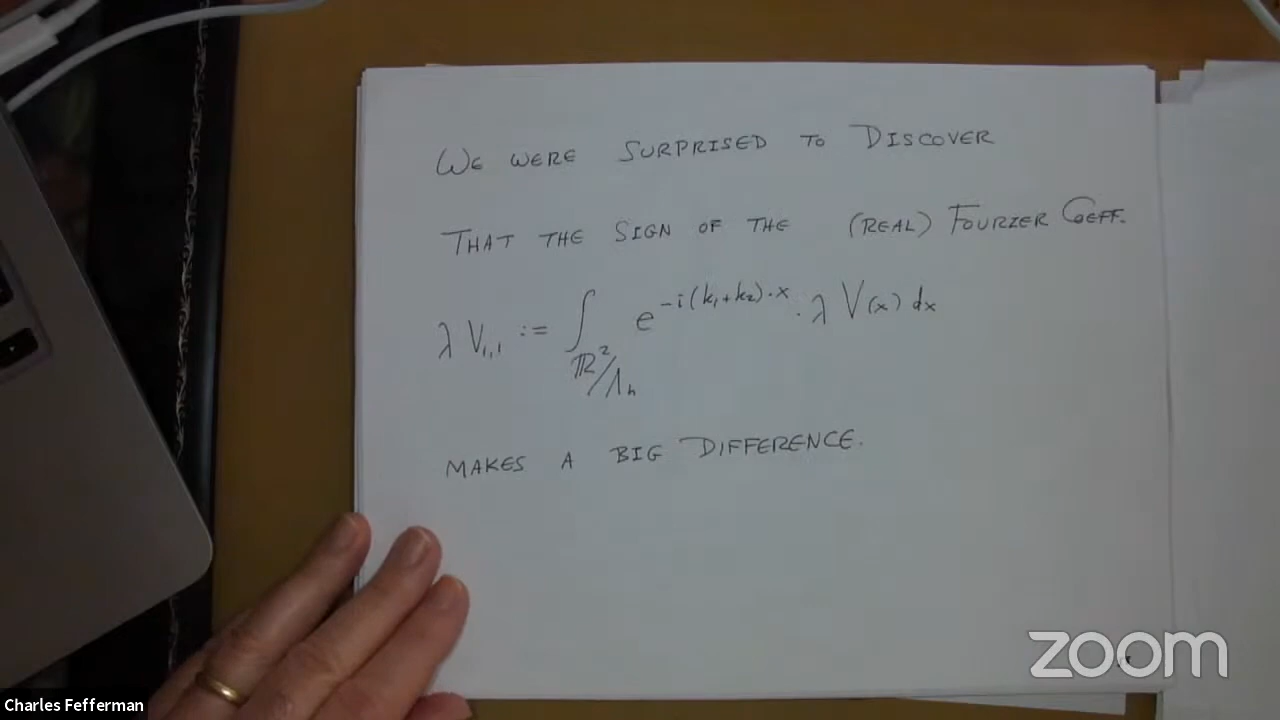 WE WERE SURPRISED TO DISCOVER
THAT THE SIGN OF THE (REAL) FOURIER COEFF.
λ V₁,₁ := ∫_{ℝ²/Λₕ} e^{-i(k₁+k₂)·x} · λ V(x) dx
MAKES A BIG DIFFERENCE.
zoom
Charles Fefferman